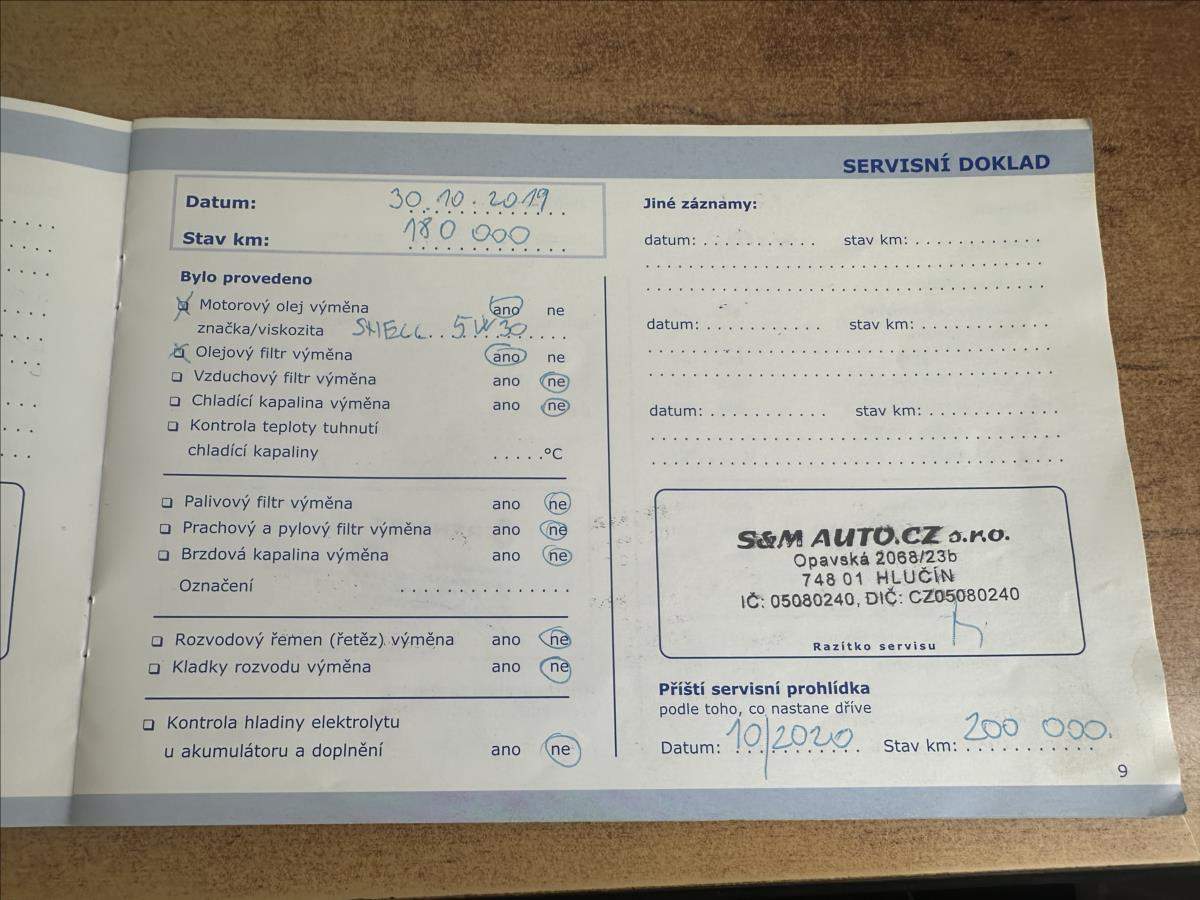 SERVISNÍ DOKLAD
Datum: 30.10.2019
Stav km: 180 000
Bylo provedeno
Motorový olej výměna ano ne
značka/viskozita SHELL 5W30
Olejový filtr výměna ano ne
Vzduchový filtr výměna ano ne
Chladící kapalina výměna ano ne
Kontrola teploty tuhnutí
chladící kapaliny .....°C
Palivový filtr výměna ano ne
Prachový a pylový filtr výměna ano ne
Brzdová kapalina výměna ano ne
Označení ................
Rozvodový řemen (řetěz) výměna ano ne
Kladky rozvodu výměna ano ne
Kontrola hladiny elektrolytu
u akumulátoru a doplnění ano ne
Jiné záznamy:
datum: ........... stav km: ............
datum: ........... stav km: ............
datum: ........... stav km: ............
S&M AUTO.CZ s.r.o.
Opavská 2068/23b
748 01 HLUČÍN
IČ: 05080240, DIČ: CZ05080240
Razítko servisu
Příští servisní prohlídka
podle toho, co nastane dříve
Datum: 10/2020 Stav km: 200 000.
9